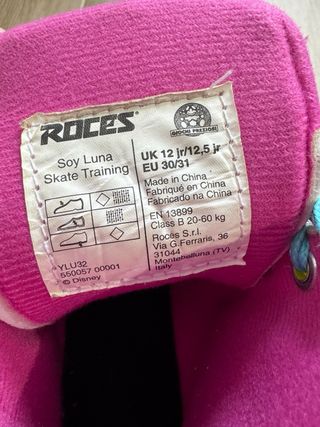 ROCES
GIOCHI PREZIOSI
Soy Luna
Skate Training
UK 12 jr/12,5 jr
EU 30/31
Made in China
Fabriqué en China
Fabricado na China
EN 13899
Class B 20-60 kg
Roces S.r.l.
Via G.Ferraris, 36
31044
Montebelluna (TV)
Italy
YLU32
550057 00001
© Disney